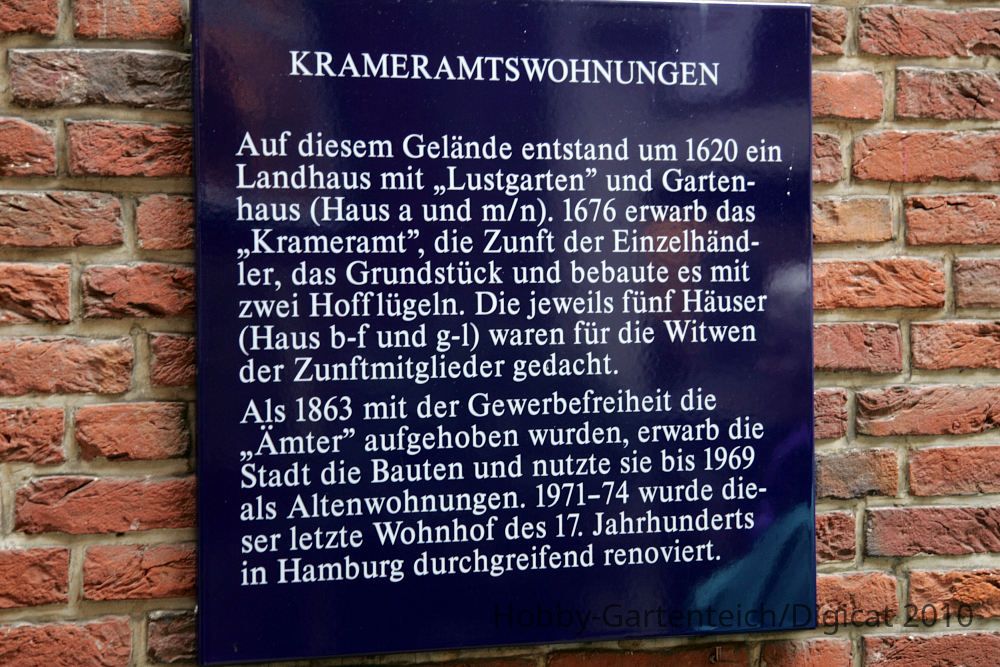 KRAMERAMTSWOHNUNGEN
Auf diesem Gelände entstand um 1620 ein
Landhaus mit „Lustgarten” und Garten-
haus (Haus a und m/n). 1676 erwarb das
„Krameramt”, die Zunft der Einzelhänd-
ler, das Grundstück und bebaute es mit
zwei Hofflügeln. Die jeweils fünf Häuser
(Haus b-f und g-l) waren für die Witwen
der Zunftmitglieder gedacht.
Als 1863 mit der Gewerbefreiheit die
„Ämter” aufgehoben wurden, erwarb die
Stadt die Bauten und nutzte sie bis 1969
als Altenwohnungen. 1971–74 wurde die-
ser letzte Wohnhof des 17. Jahrhunderts
in Hamburg durchgreifend renoviert.
Hobby-Gartenteich/Digicat 2010